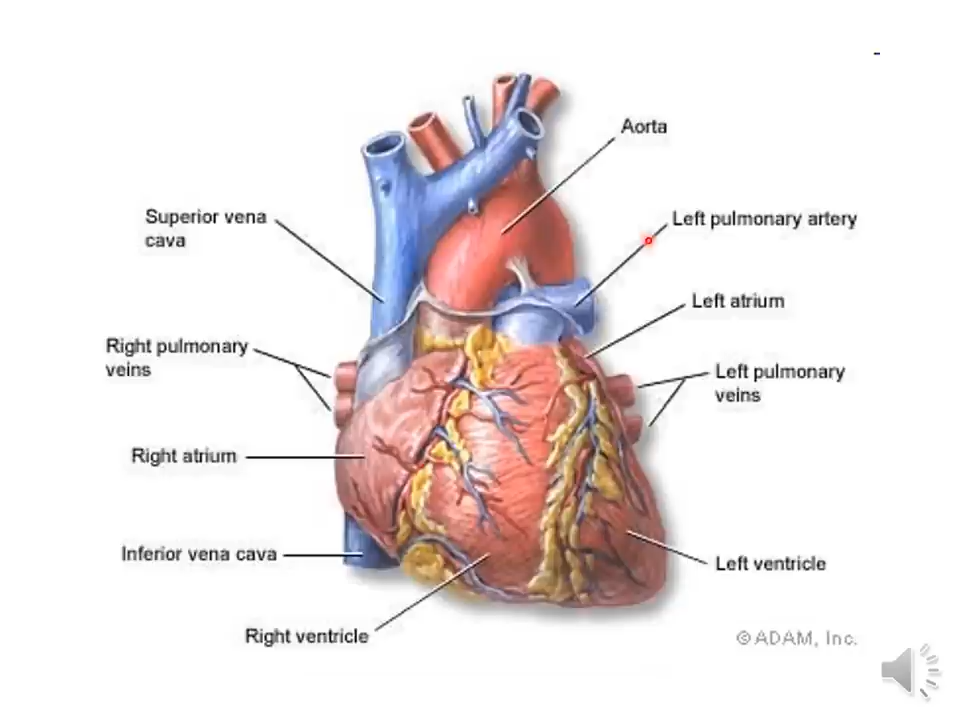 Aorta
Superior vena
cava
Left pulmonary artery
Left atrium
Right pulmonary
veins
Left pulmonary
veins
Right atrium
Inferior vena cava
Left ventricle
Right ventricle
©ADAM, Inc.